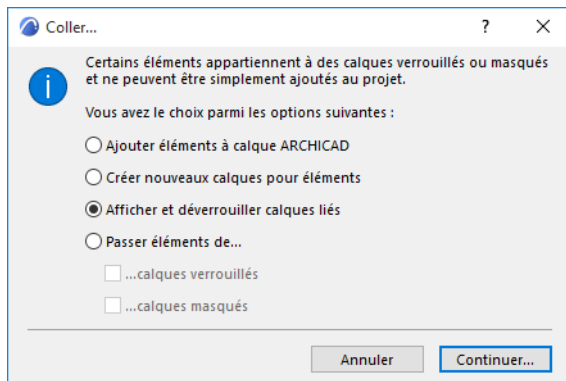 Coller...
?
Certains éléments appartiennent à des calques verrouillés ou masqués
et ne peuvent être simplement ajoutés au projet.
Vous avez le choix parmi les options suivantes :
Ajouter éléments à calque ARCHICAD
Créer nouveaux calques pour éléments
Afficher et déverrouiller calques liés
Passer éléments de...
...calques verrouillés
...calques masqués
Annuler
Continuer...